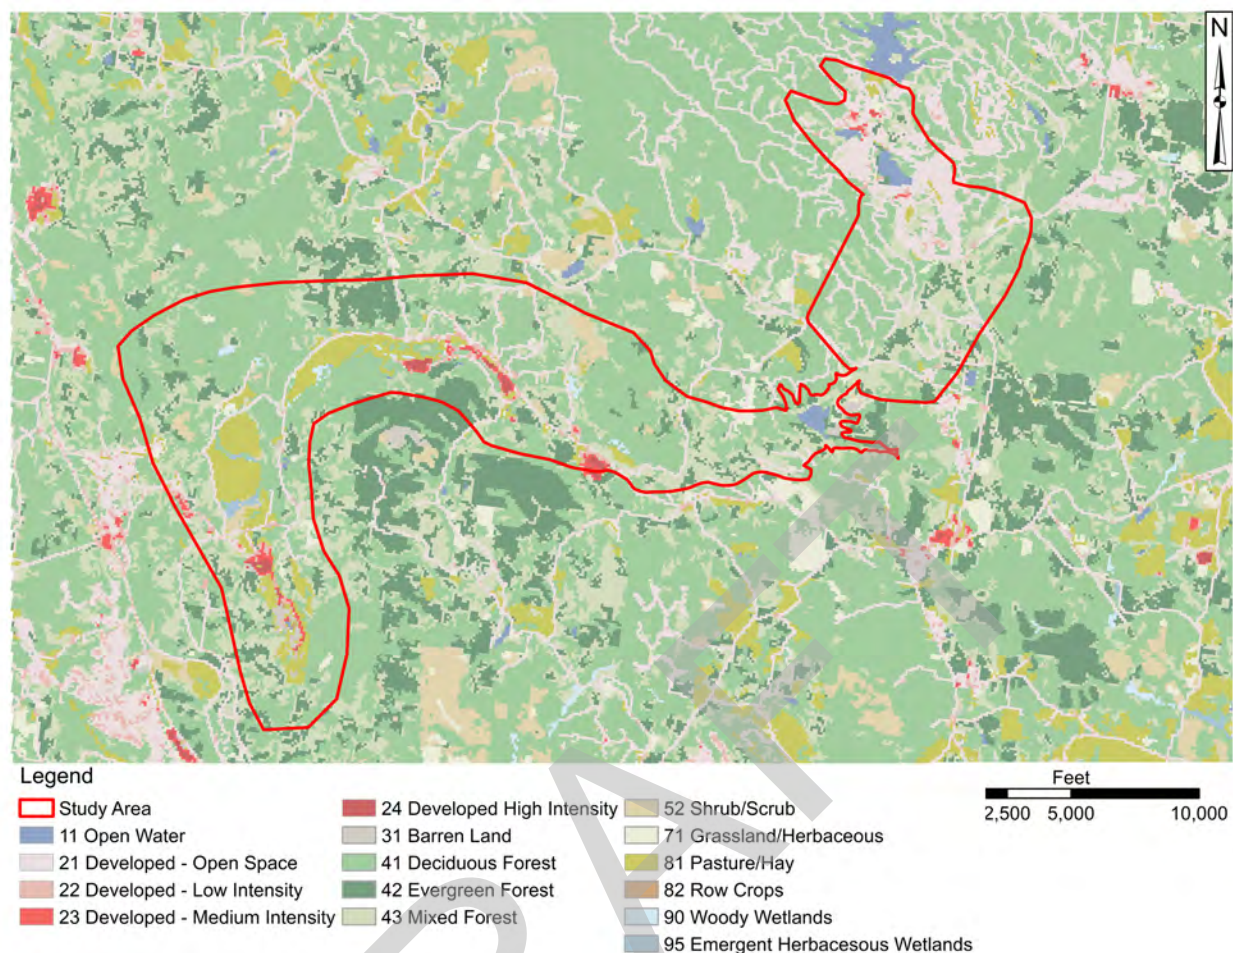 N
Legend
Study Area
11 Open Water
21 Developed - Open Space
22 Developed - Low Intensity
23 Developed - Medium Intensity
24 Developed High Intensity
31 Barren Land
41 Deciduous Forest
42 Evergreen Forest
43 Mixed Forest
52 Shrub/Scrub
71 Grassland/Herbaceous
81 Pasture/Hay
82 Row Crops
90 Woody Wetlands
95 Emergent Herbacesous Wetlands
Feet
2,500 5,000 10,000
DRAFT